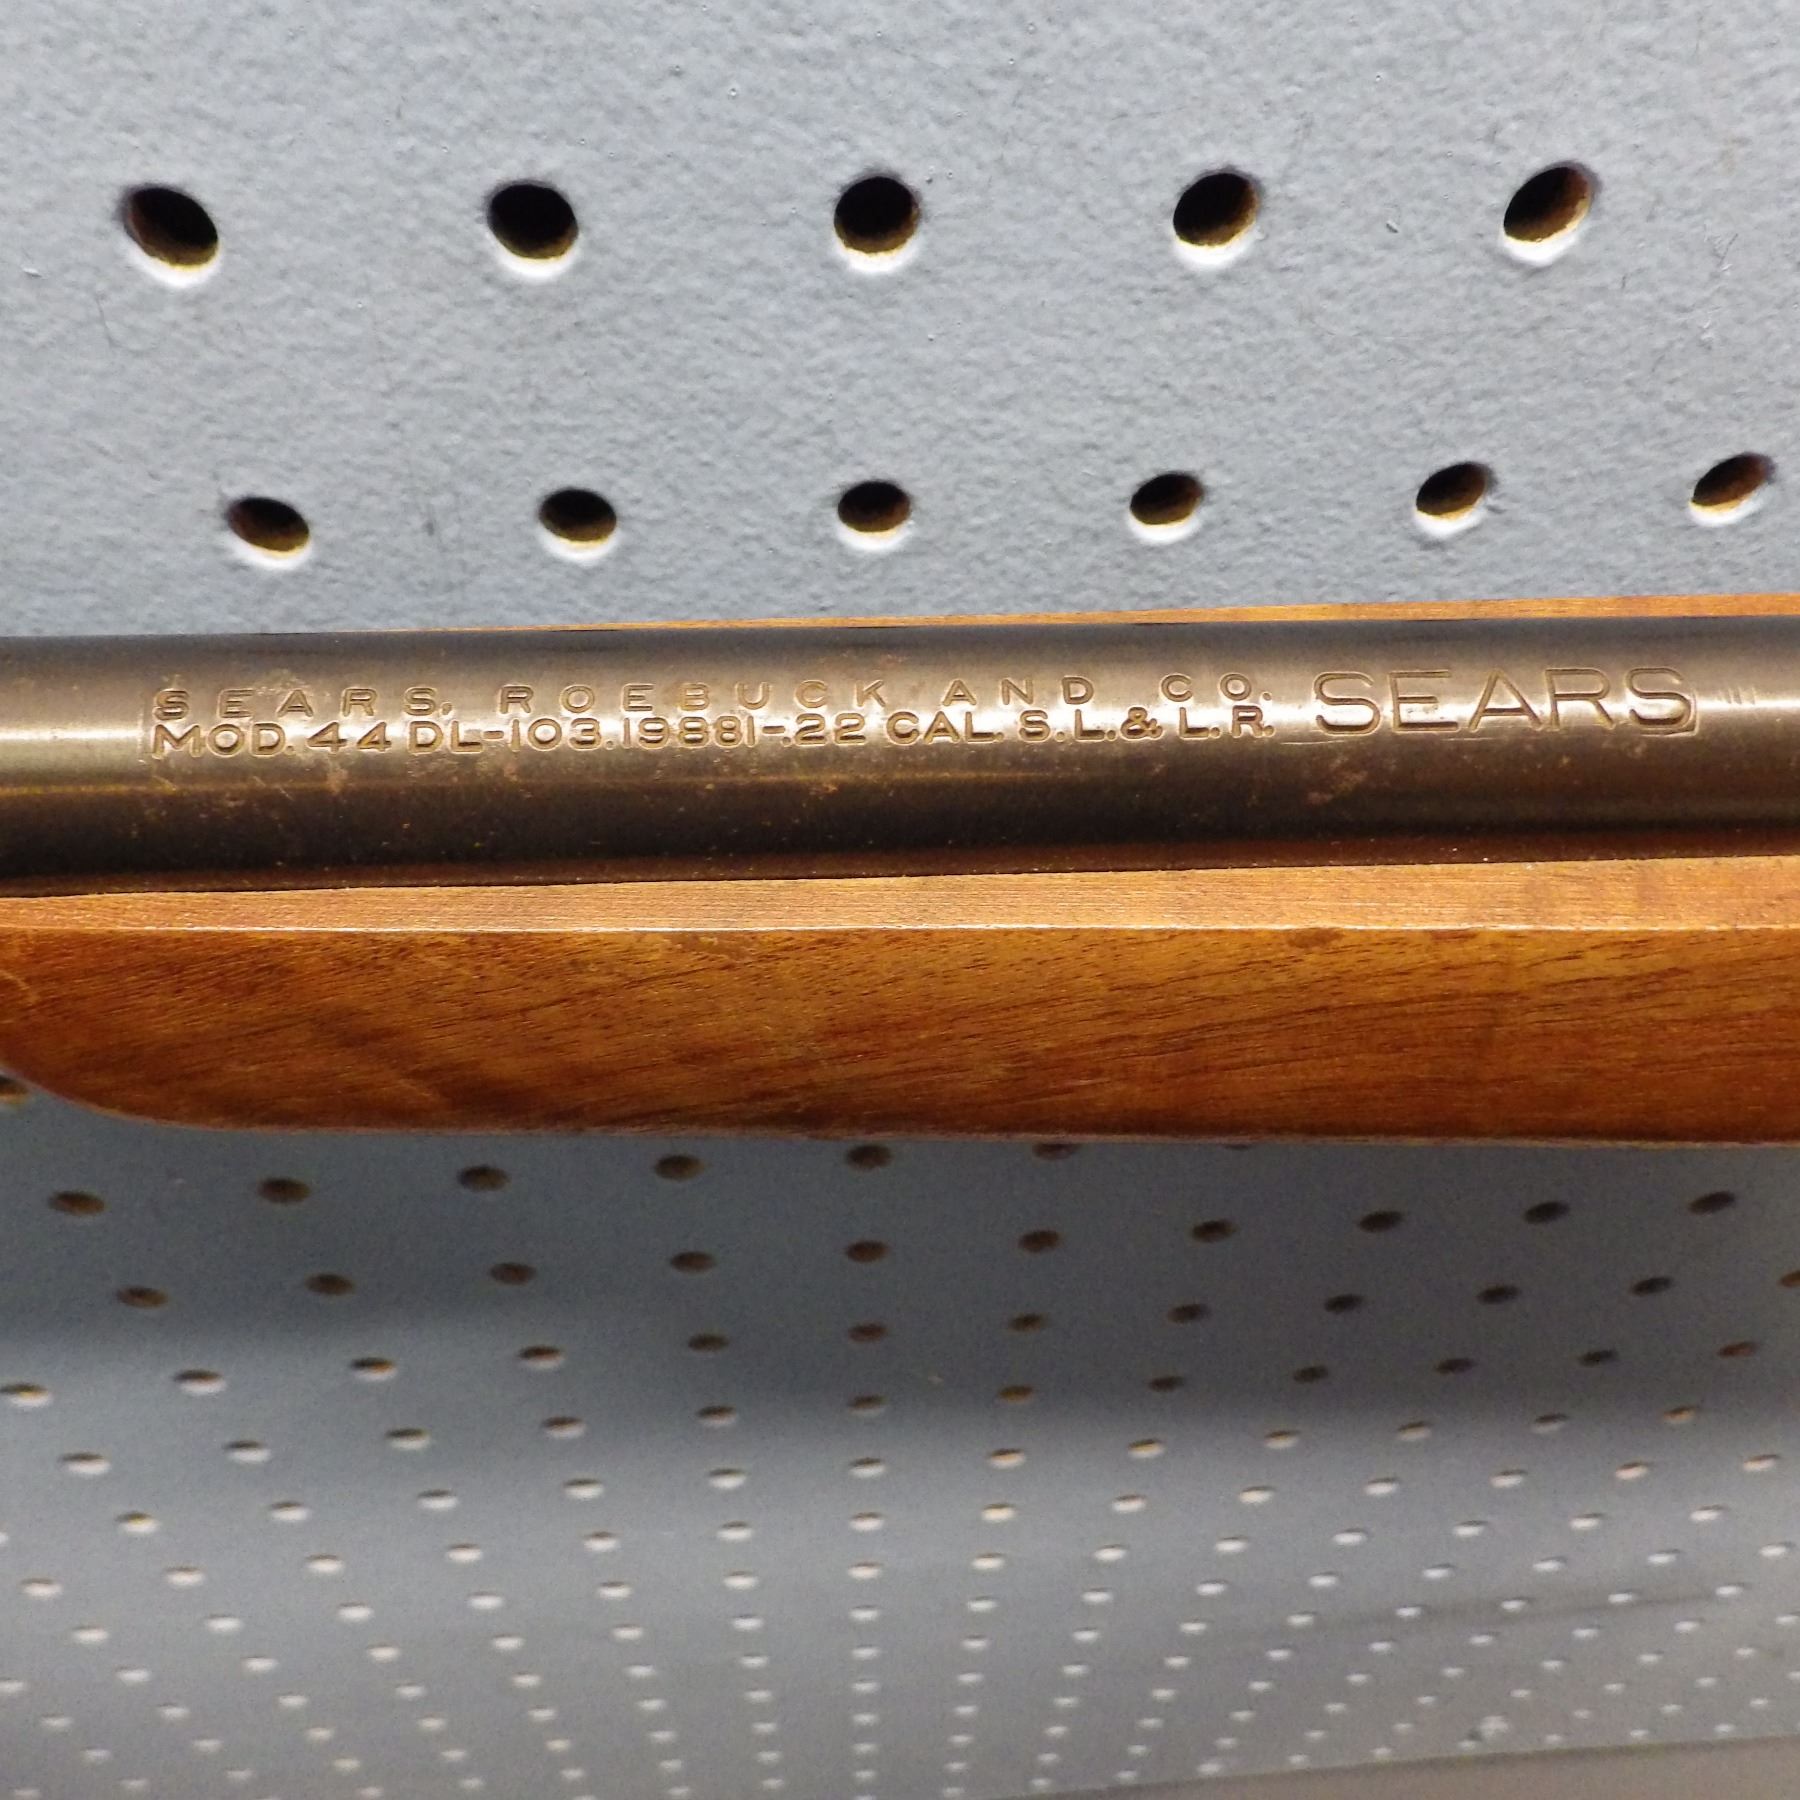 SEARS, ROEBUCK AND CO. SEARS
MOD. 44 DL-103.19881-.22 CAL. S.L.& L.R.